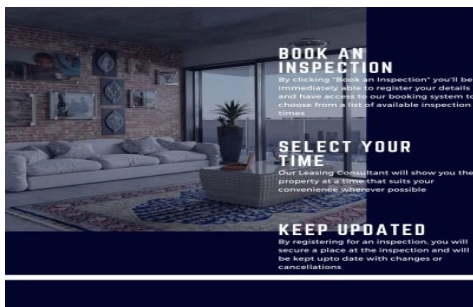 BOOK AN
INSPECTION
By clicking "Book an Inspection" you'll be
immediately able to register your details
and have access to our booking system to
choose from a list of available inspection
times
SELECT YOUR
TIME
Our Leasing Consultant will show you the
property at a time that suits your
convenience wherever possible
KEEP UPDATED
By registering for an inspection, you will
secure a place at the inspection and will
be kept upto date with changes or
cancellations